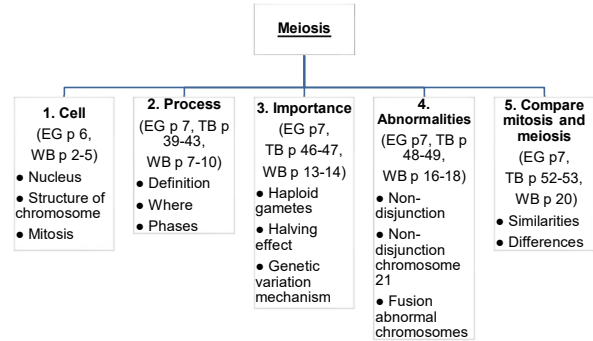 Meiosis
1. Cell
(EG p 6,
WB p 2-5)
● Nucleus
● Structure of
chromosome
● Mitosis
2. Process
(EG p 7, TB p
39-43,
WB p 7-10)
● Definition
● Where
● Phases
3. Importance
(EG p7,
TB p 46-47,
WB p 13-14)
● Haploid
gametes
● Halving
effect
● Genetic
variation
mechanism
4.
Abnormalities
(EG p7, TB p
48-49,
WB p 16-18)
● Non-
disjunction
● Non-
disjunction
chromosome
21
● Fusion
abnormal
chromosomes
5. Compare
mitosis and
meiosis
(EG p7,
TB p 52-53,
WB p 20)
● Similarities
● Differences